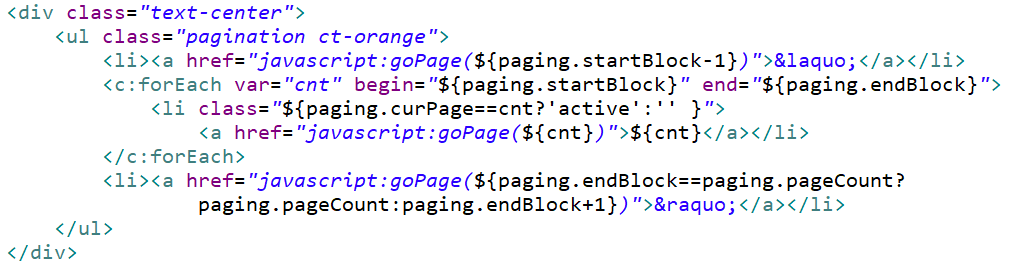 <div class="text-center">
    <ul class="pagination ct-orange">
        <li><a href="javascript:goPage(${paging.startBlock-1})">&laquo;</a></li>
        <c:forEach var="cnt" begin="${paging.startBlock}" end="${paging.endBlock}">
            <li class="${paging.curPage==cnt?'active':'' }">
                <a href="javascript:goPage(${cnt})">${cnt}</a></li>
        </c:forEach>
        <li><a href="javascript:goPage(${paging.endBlock==paging.pageCount?
                paging.pageCount:paging.endBlock+1})">&raquo;</a></li>
    </ul>
</div>